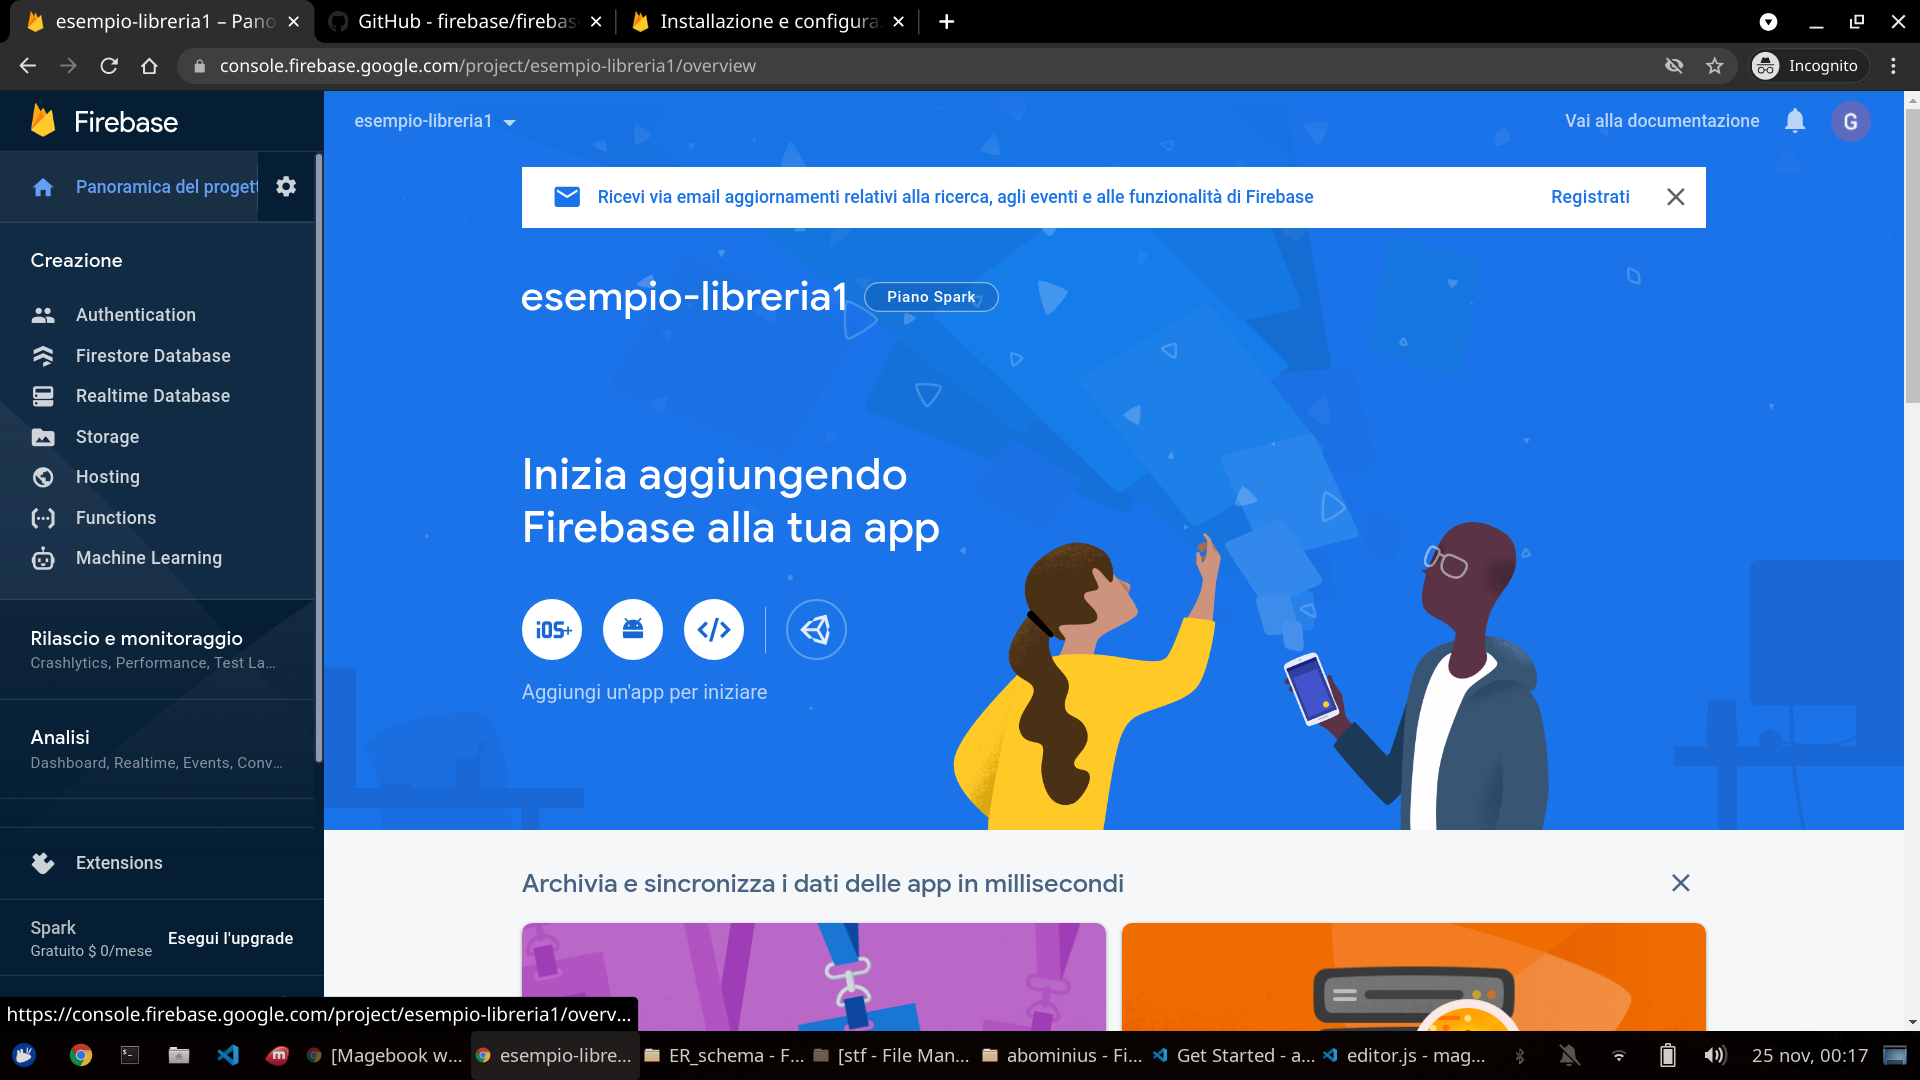 esempio-libreria1 – Pano
GitHub - firebase/firebas
Installazione e configura
console.firebase.google.com/project/esempio-libreria1/overview
Incognito
Firebase
esempio-libreria1
Vai alla documentazione
G
Panoramica del progett
Ricevi via email aggiornamenti relativi alla ricerca, agli eventi e alle funzionalità di Firebase
Registrati
Creazione
esempio-libreria1
Piano Spark
Authentication
Firestore Database
Realtime Database
Storage
Hosting
Functions
Machine Learning
Inizia aggiungendo
Firebase alla tua app
iOS+
Aggiungi un'app per iniziare
Rilascio e monitoraggio
Crashlytics, Performance, Test La...
Analisi
Dashboard, Realtime, Events, Conv...
Extensions
Archivia e sincronizza i dati delle app in millisecondi
Spark
Gratuito $ 0/mese
Esegui l'upgrade
https://console.firebase.google.com/project/esempio-libreria1/overv...
[Magebook w...
esempio-libre...
ER_schema - F...
[stf - File Man...
abominius - Fi...
Get Started - a...
editor.js - mag...
25 nov, 00:17